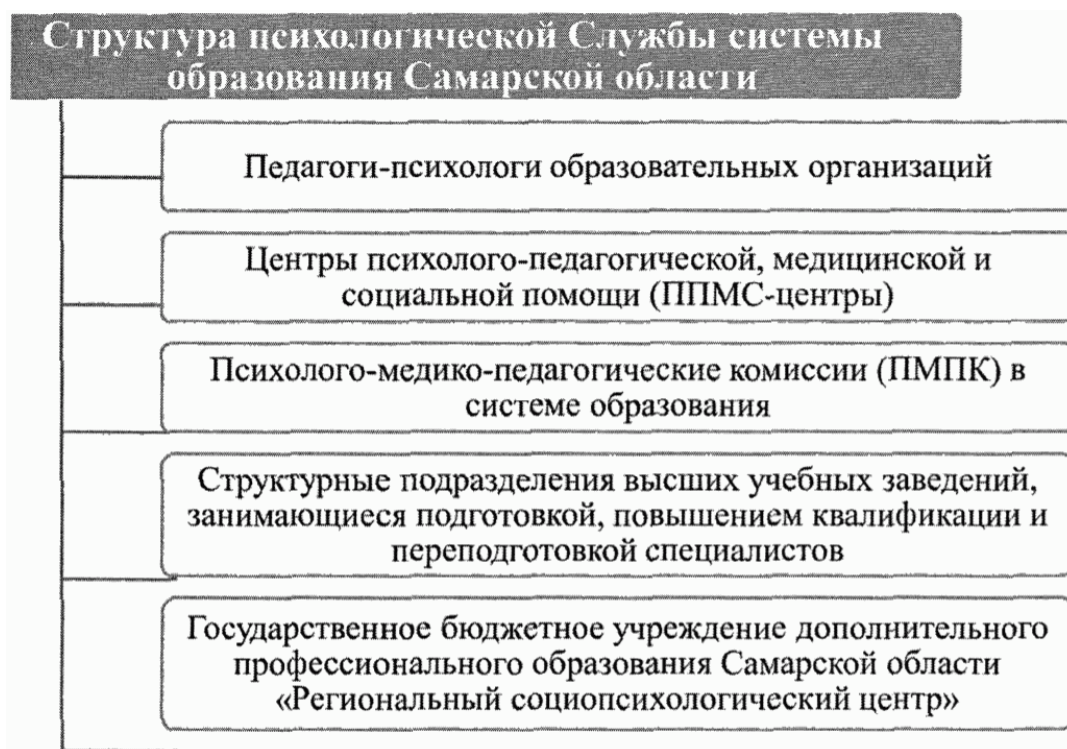 Структура психологической Службы системы
образования Самарской области
Педагоги-психологи образовательных организаций
Центры психолого-педагогической, медицинской и
социальной помощи (ППМС-центры)
Психолого-медико-педагогические комиссии (ПМПК) в
системе образования
Структурные подразделения высших учебных заведений,
занимающиеся подготовкой, повышением квалификации и
переподготовкой специалистов
Государственное бюджетное учреждение дополнительного
профессионального образования Самарской области
«Региональный социопсихологический центр»